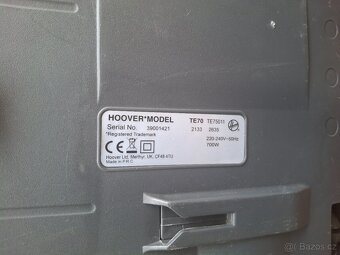 HOOVER*MODEL TE70 TE75011
Serial No. 39001421 2133 2635
*Registered Trademark 220-240V~50Hz
700W
Hoover Ltd. Merthyr. UK. CF48 4TU
Made in P.R.C
Bazos.cz